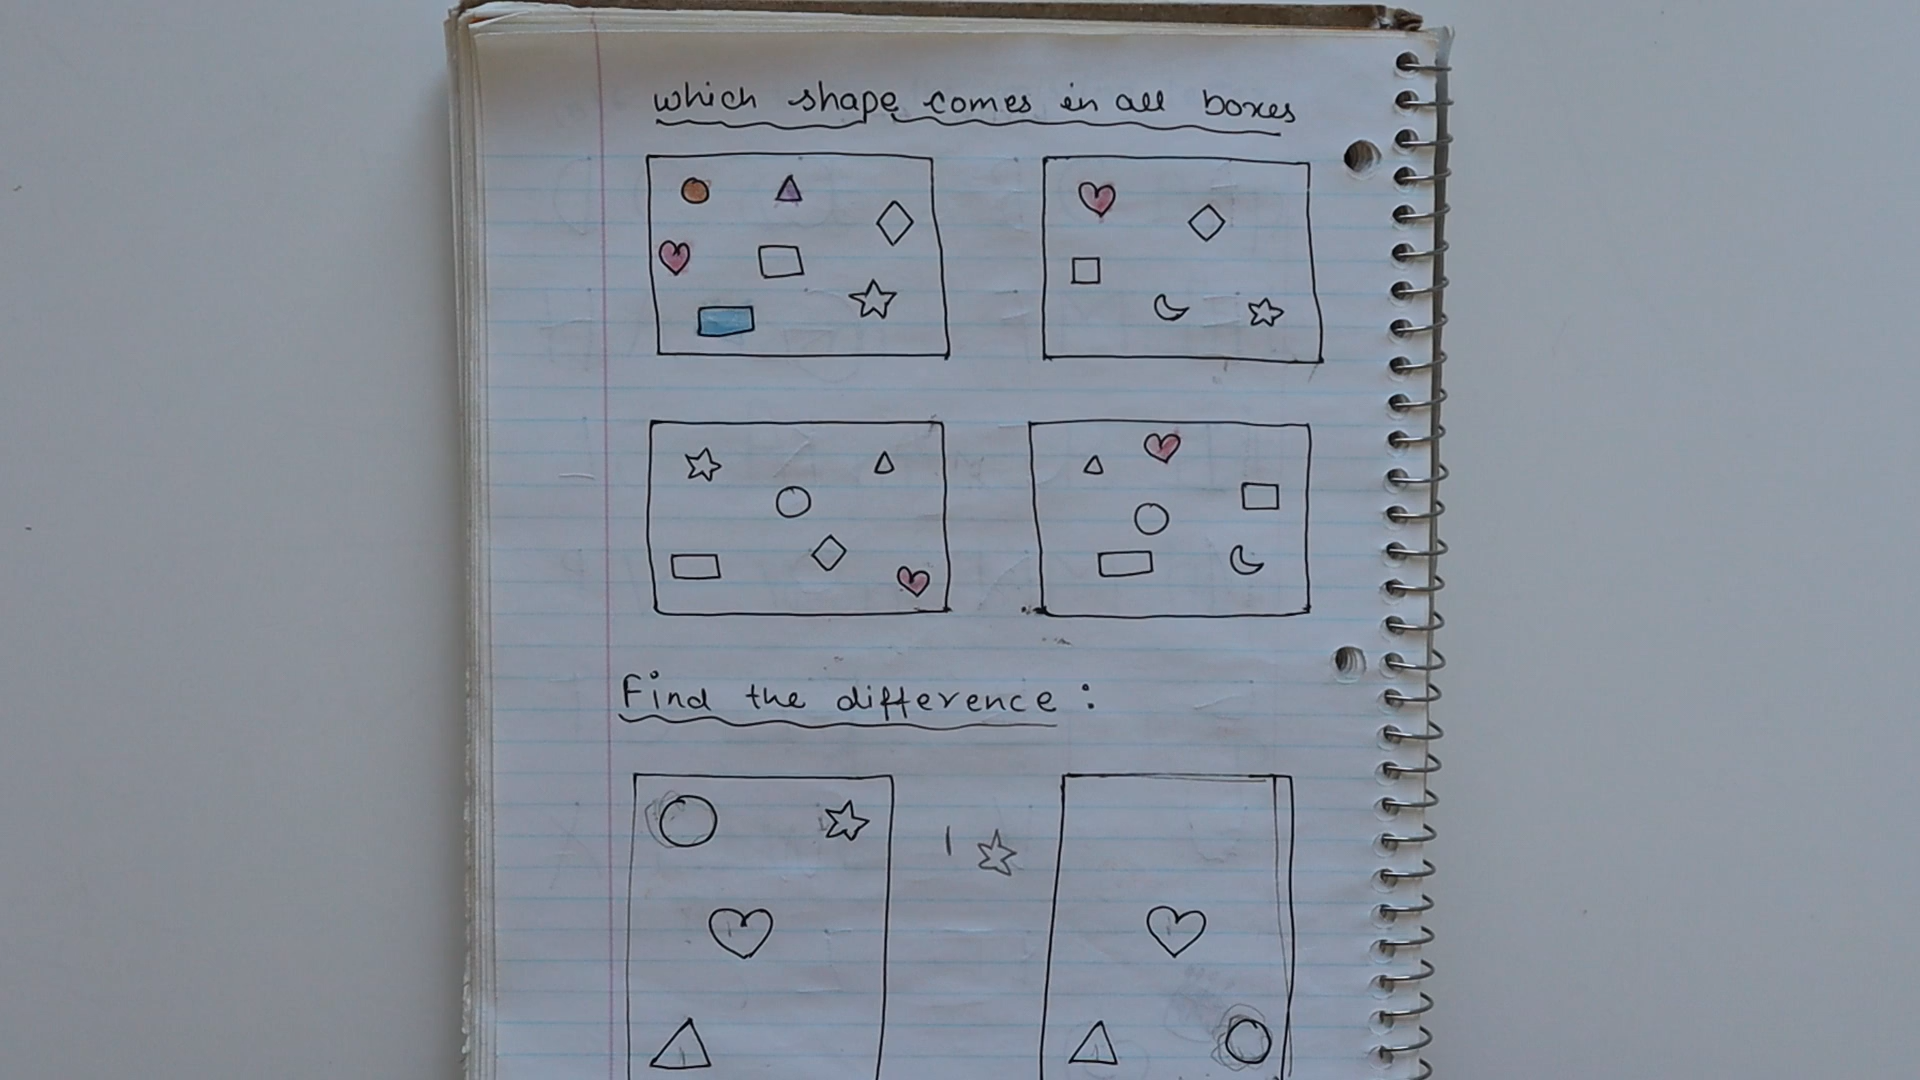 which shape comes in all boxes
Find the difference :